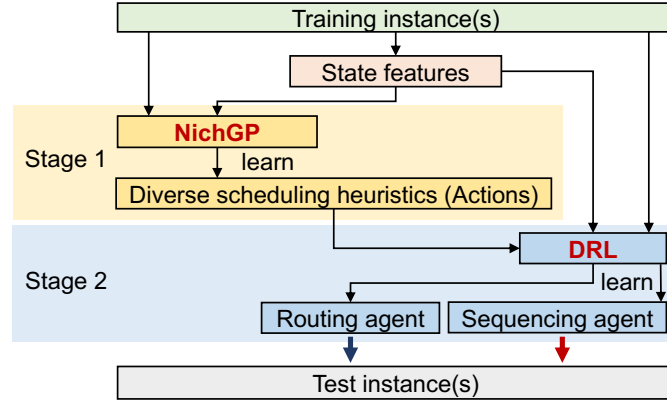 Training instance(s)
State features
NichGP
Stage 1
learn
Diverse scheduling heuristics (Actions)
DRL
Stage 2
learn
Routing agent
Sequencing agent
Test instance(s)